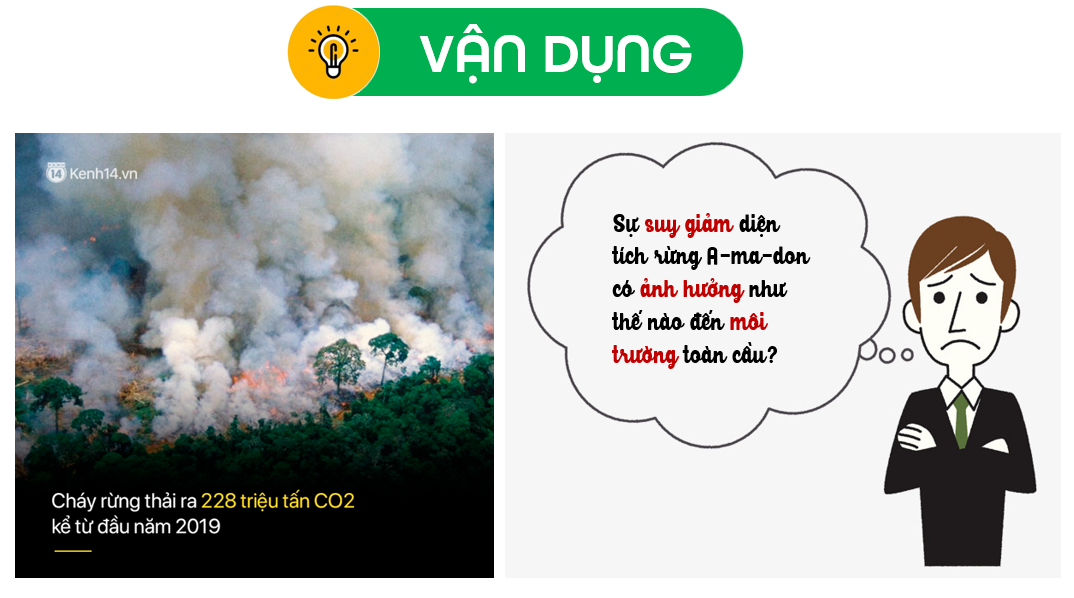 VẬN DỤNG
14
Kenh14.vn
Cháy rừng thải ra 228 triệu tấn CO2
kể từ đầu năm 2019
Sự suy giảm diện
tích rừng A-ma-don
có ảnh hưởng như
thế nào đến môi
trường toàn cầu?